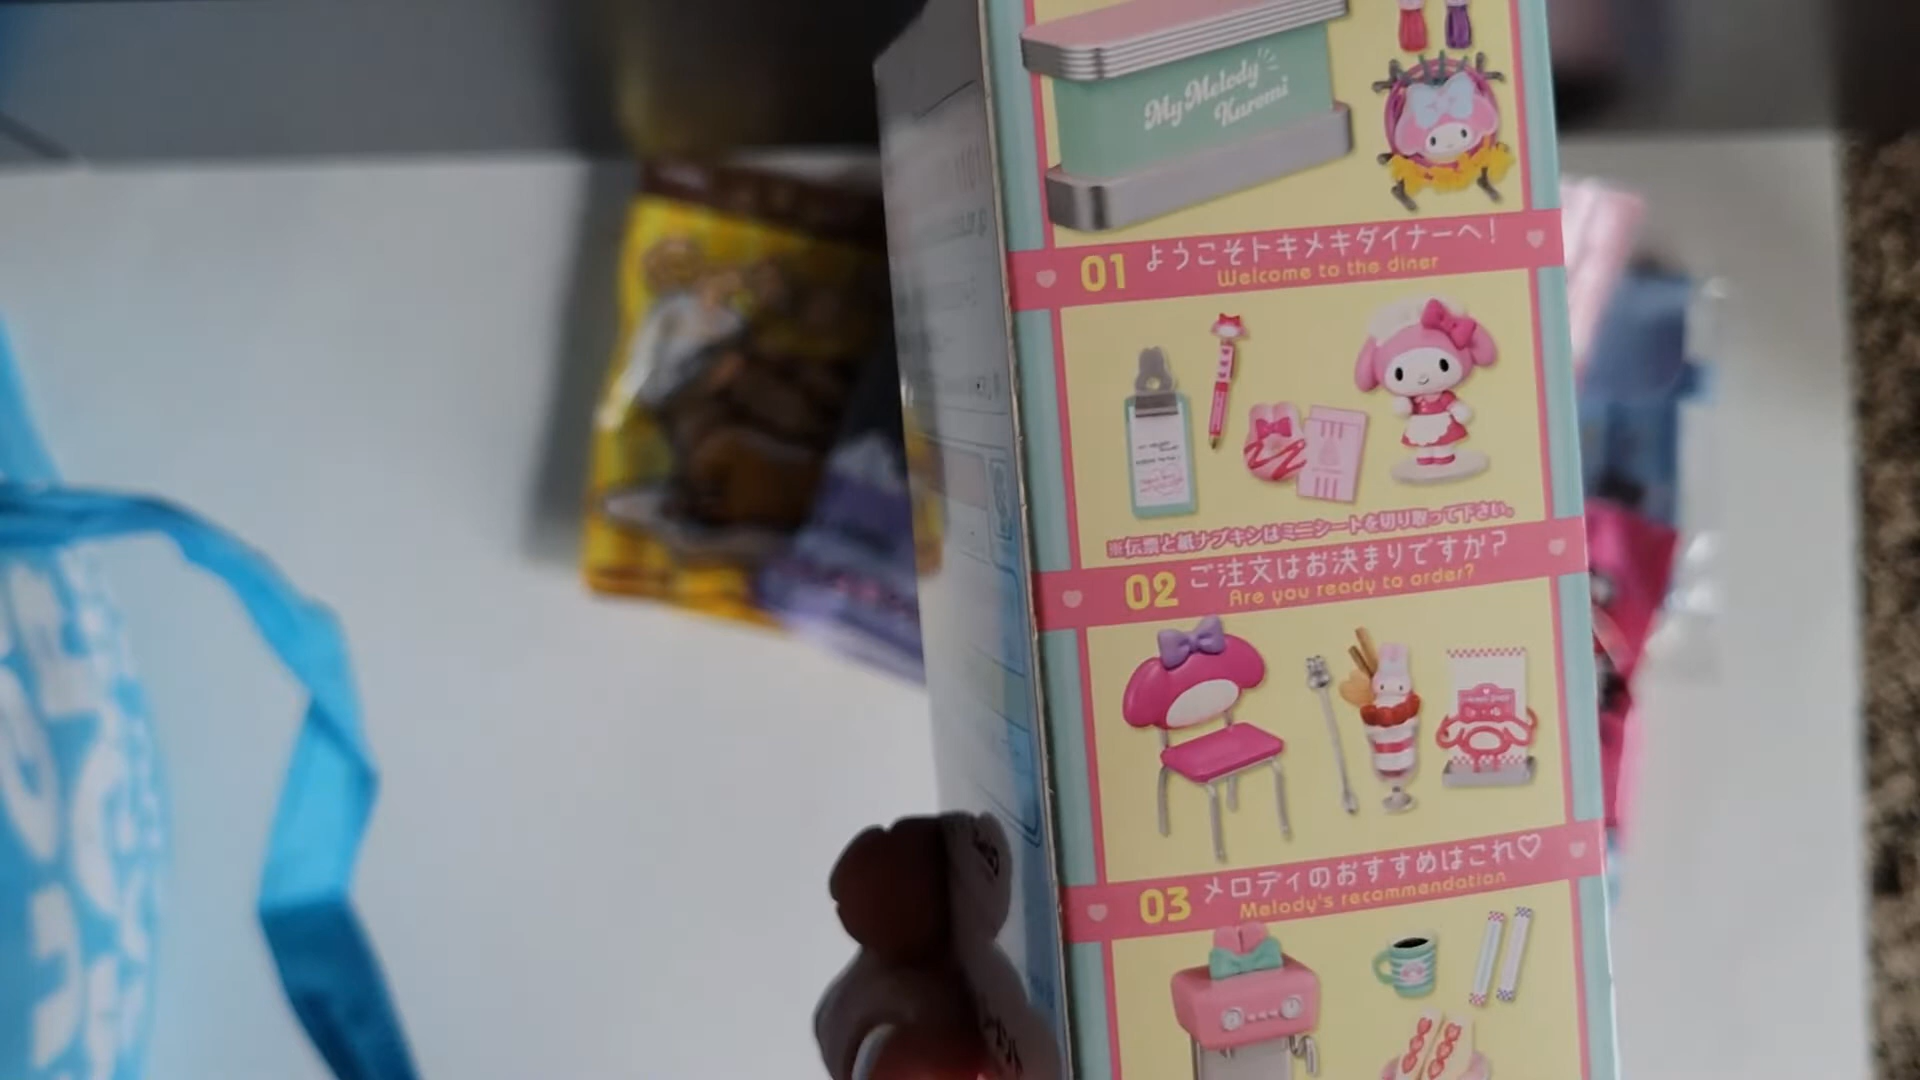 My Melody
Kuromi
01 ようこそトキメキダイナーへ!
Welcome to the diner
※伝票と紙ナプキンはミニシートを切り取って下さい。
02 ご注文はお決まりですか?
Are you ready to order?
03 メロディのおすすめはこれ♡
Melody's recommendation